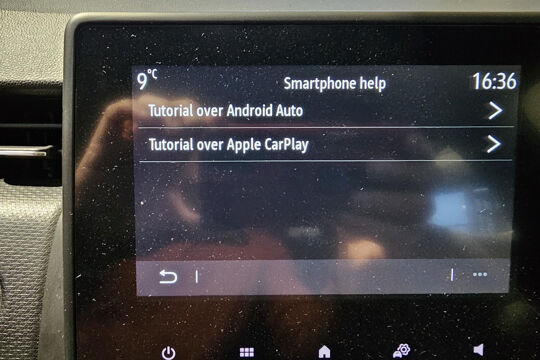 9°C
Smartphone help
16:36
Tutorial over Android Auto
Tutorial over Apple CarPlay